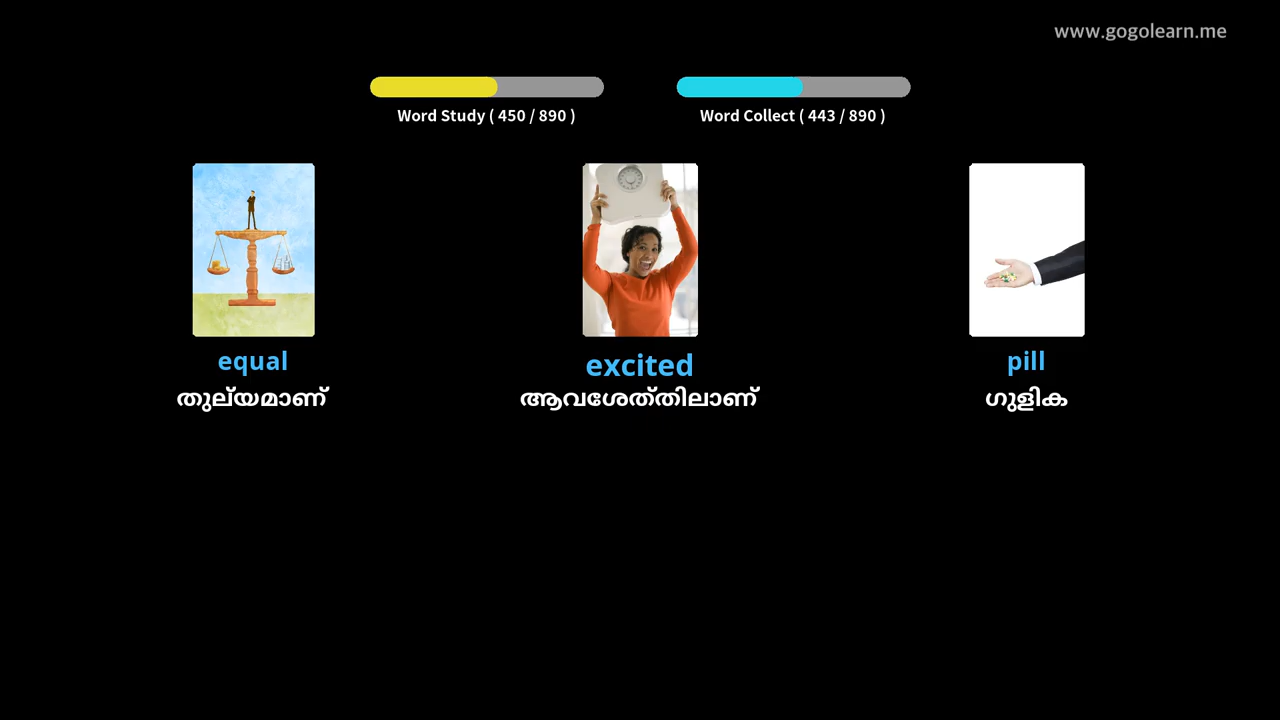 www.gogolearn.me
Word Study ( 450 / 890 )
Word Collect ( 443 / 890 )
equal
excited
pill
തുല്യമാണ്
ആവശേത്തിലാണ്
ഗുളിക